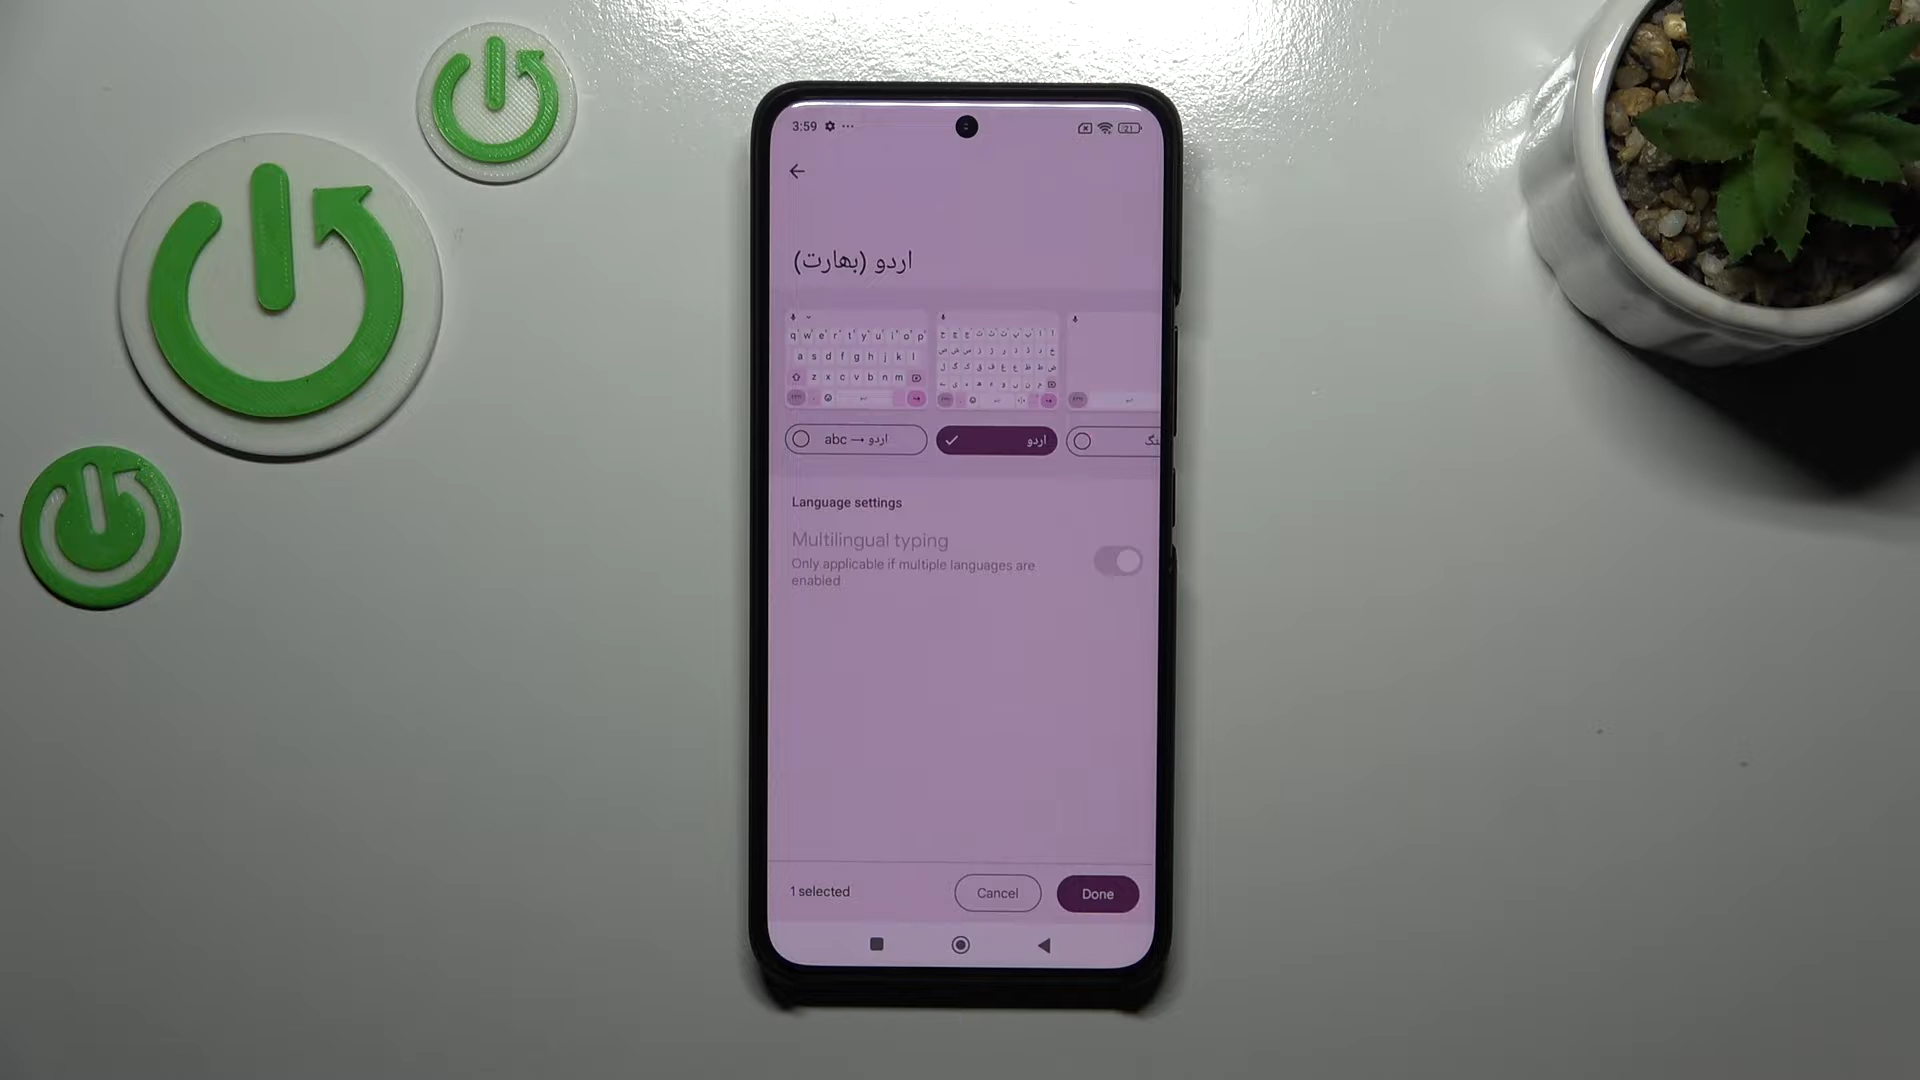 3:59
21
اردو (بھارت)
q w e r t y u i o p
a s d f g h j k l
z x c v b n m
abc → اردو
اردو
Language settings
Multilingual typing
Only applicable if multiple languages are
enabled
1 selected
Cancel
Done